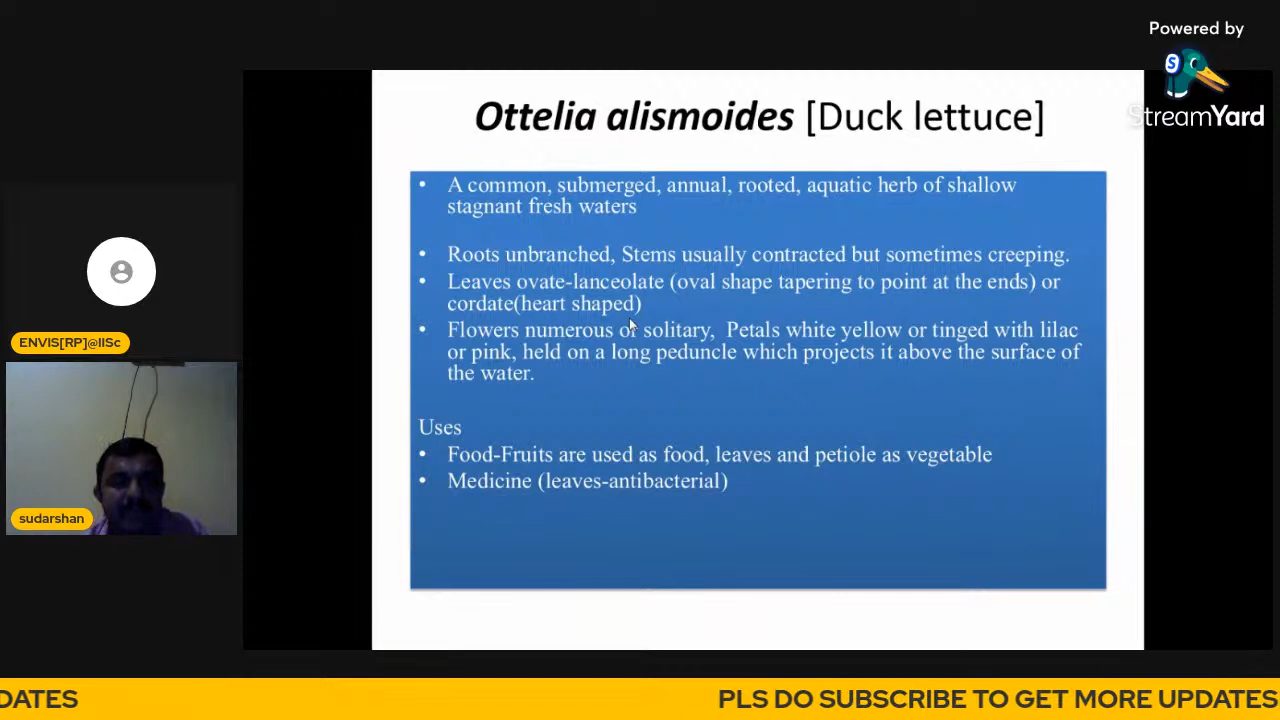 Powered by
StreamYard
Ottelia alismoides [Duck lettuce]
• A common, submerged, annual, rooted, aquatic herb of shallow
stagnant fresh waters
• Roots unbranched, Stems usually contracted but sometimes creeping.
• Leaves ovate-lanceolate (oval shape tapering to point at the ends) or
cordate(heart shaped)
• Flowers numerous or solitary, Petals white yellow or tinged with lilac
or pink, held on a long peduncle which projects it above the surface of
the water.
Uses
• Food-Fruits are used as food, leaves and petiole as vegetable
• Medicine (leaves-antibacterial)
ENVIS[RP]@IISc
sudarshan
DATES
PLS DO SUBSCRIBE TO GET MORE UPDATES